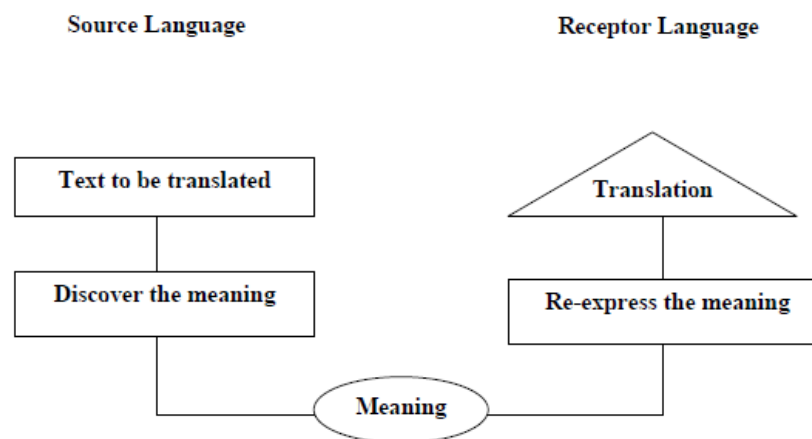 Source Language
Receptor Language
Text to be translated
Translation
Discover the meaning
Re-express the meaning
Meaning